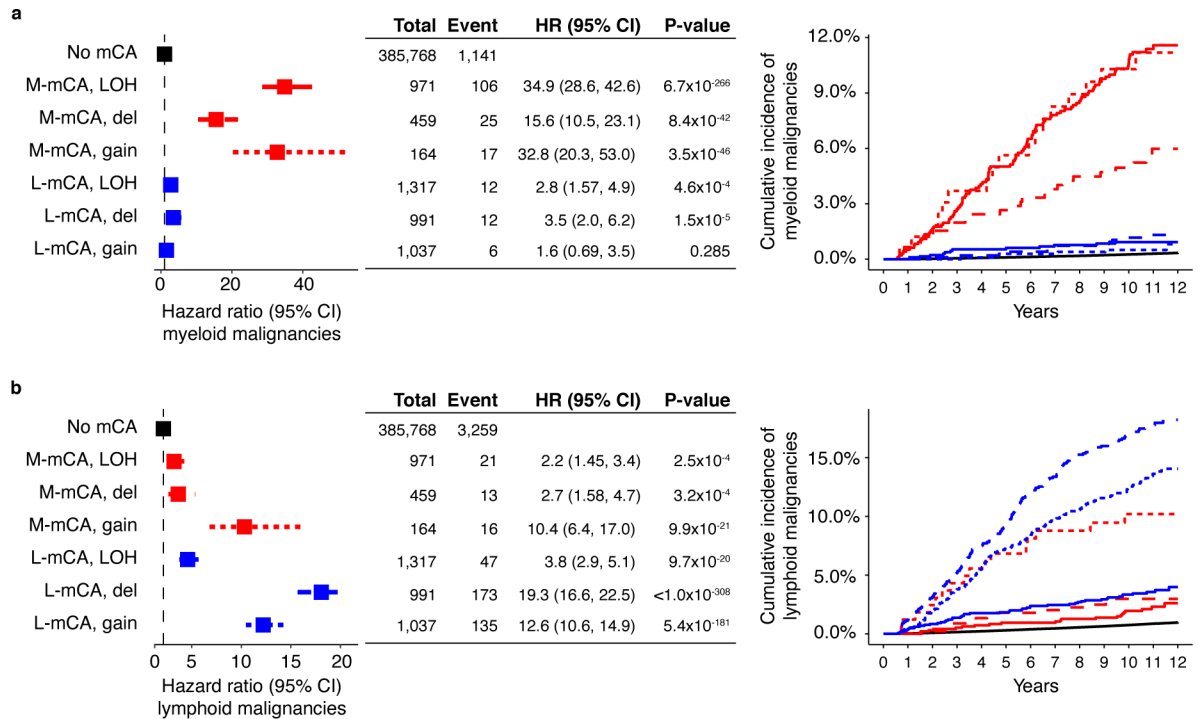 a
Total Event HR (95% CI) P-value
No mCA 385,768 1,141
M-mCA, LOH 971 106 34.9 (28.6, 42.6) 6.7x10-266
M-mCA, del 459 25 15.6 (10.5, 23.1) 8.4x10-42
M-mCA, gain 164 17 32.8 (20.3, 53.0) 3.5x10-46
L-mCA, LOH 1,317 12 2.8 (1.57, 4.9) 4.6x10-4
L-mCA, del 991 12 3.5 (2.0, 6.2) 1.5x10-5
L-mCA, gain 1,037 6 1.6 (0.69, 3.5) 0.285
0 20 40
Hazard ratio (95% CI)
myeloid malignancies
Cumulative incidence of
myeloid malignancies
12.0%
9.0%
6.0%
3.0%
0.0%
0 1 2 3 4 5 6 7 8 9 10 11 12
Years
b
Total Event HR (95% CI) P-value
No mCA 385,768 3,259
M-mCA, LOH 971 21 2.2 (1.45, 3.4) 2.5x10-4
M-mCA, del 459 13 2.7 (1.58, 4.7) 3.2x10-4
M-mCA, gain 164 16 10.4 (6.4, 17.0) 9.9x10-21
L-mCA, LOH 1,317 47 3.8 (2.9, 5.1) 9.7x10-20
L-mCA, del 991 173 19.3 (16.6, 22.5) <1.0x10-308
L-mCA, gain 1,037 135 12.6 (10.6, 14.9) 5.4x10-181
0 5 10 15 20
Hazard ratio (95% CI)
lymphoid malignancies
Cumulative incidence of
lymphoid malignancies
15.0%
10.0%
5.0%
0.0%
0 1 2 3 4 5 6 7 8 9 10 11 12
Years